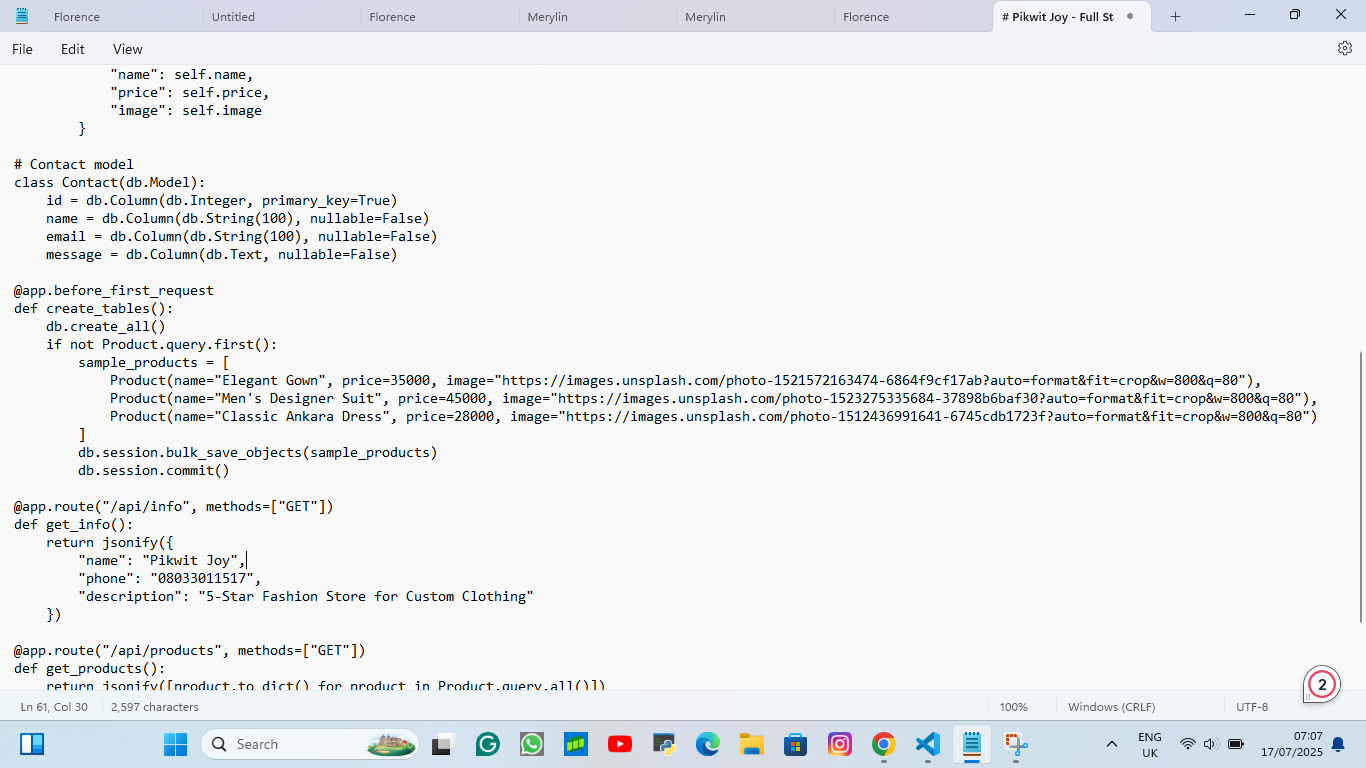 Florence
Untitled
Florence
Merylin
Merylin
Florence
# Pikwit Joy - Full St
File
Edit
View
"name": self.name,
"price": self.price,
"image": self.image
}
# Contact model
class Contact(db.Model):
id = db.Column(db.Integer, primary_key=True)
name = db.Column(db.String(100), nullable=False)
email = db.Column(db.String(100), nullable=False)
message = db.Column(db.Text, nullable=False)
@app.before_first_request
def create_tables():
db.create_all()
if not Product.query.first():
sample_products = [
Product(name="Elegant Gown", price=35000, image="https://images.unsplash.com/photo-1521572163474-6864f9cf17ab?auto=format&fit=crop&w=800&q=80"),
Product(name="Men's Designer Suit", price=45000, image="https://images.unsplash.com/photo-1523275335684-37898b6baf30?auto=format&fit=crop&w=800&q=80"),
Product(name="Classic Ankara Dress", price=28000, image="https://images.unsplash.com/photo-1512436991641-6745cdb1723f?auto=format&fit=crop&w=800&q=80")
]
db.session.bulk_save_objects(sample_products)
db.session.commit()
@app.route("/api/info", methods=["GET"])
def get_info():
return jsonify({
"name": "Pikwit Joy",
"phone": "08033011517",
"description": "5-Star Fashion Store for Custom Clothing"
})
@app.route("/api/products", methods=["GET"])
def get_products():
return jsonify([product.to_dict() for product in Product.query.all()])
2
Ln 61, Col 30
2,597 characters
100%
Windows (CRLF)
UTF-8
Search
ENG
UK
07:07
17/07/2025